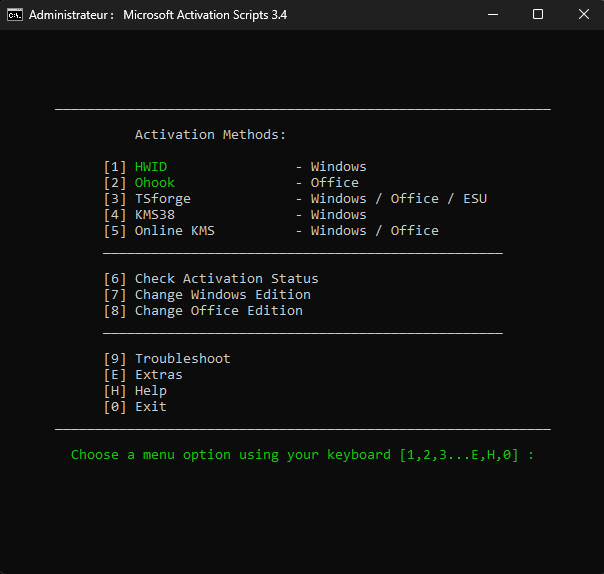 Administrateur : Microsoft Activation Scripts 3.4
Activation Methods:
[1] HWID - Windows
[2] Ohook - Office
[3] TSforge - Windows / Office / ESU
[4] KMS38 - Windows
[5] Online KMS - Windows / Office
[6] Check Activation Status
[7] Change Windows Edition
[8] Change Office Edition
[9] Troubleshoot
[E] Extras
[H] Help
[0] Exit
Choose a menu option using your keyboard [1,2,3...E,H,0] :